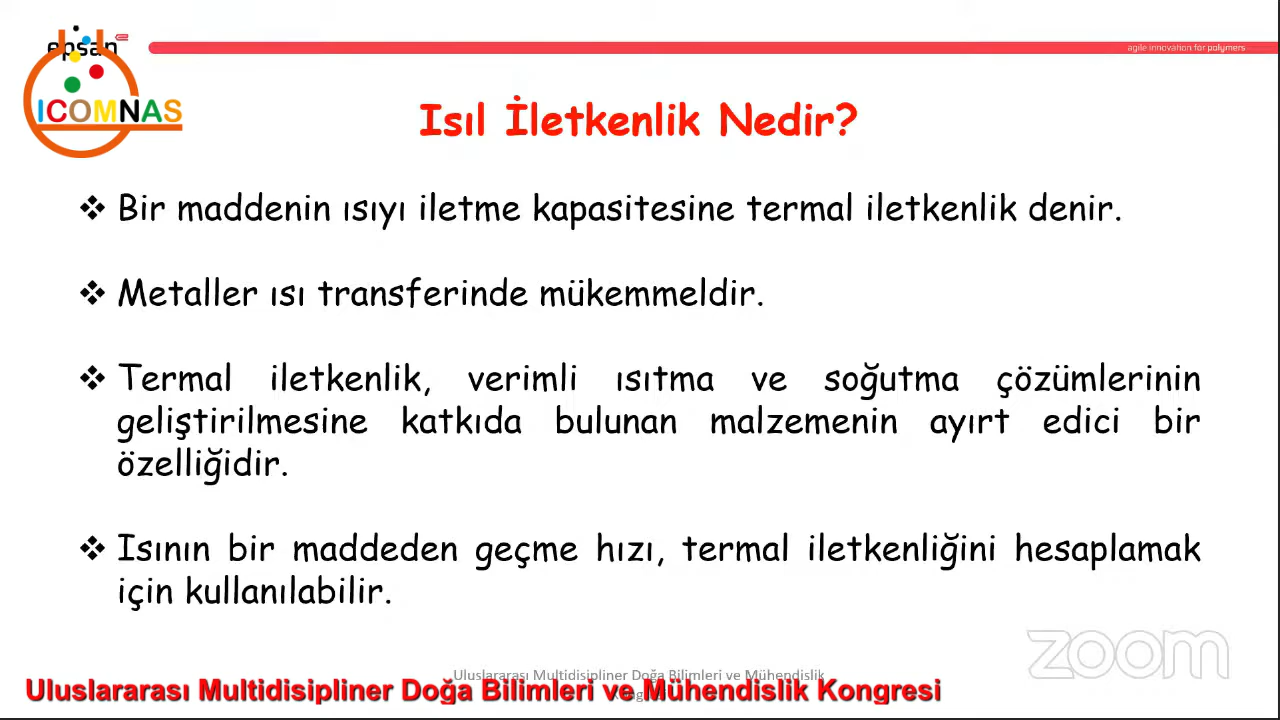 epsan
agile innovation for polymers
ICOMNAS
Isıl İletkenlik Nedir?
❖ Bir maddenin ısıyı iletme kapasitesine termal iletkenlik denir.
❖ Metaller ısı transferinde mükemmeldir.
❖ Termal iletkenlik, verimli ısıtma ve soğutma çözümlerinin
geliştirilmesine katkıda bulunan malzemenin ayırt edici bir
özelliğidir.
❖ Isının bir maddeden geçme hızı, termal iletkenliğini hesaplamak
için kullanılabilir.
zoom
Uluslararası Multidisipliner Doğa Bilimleri ve Mühendislik
Uluslararası Multidisipliner Doğa Bilimleri ve Mühendislik Kongresi